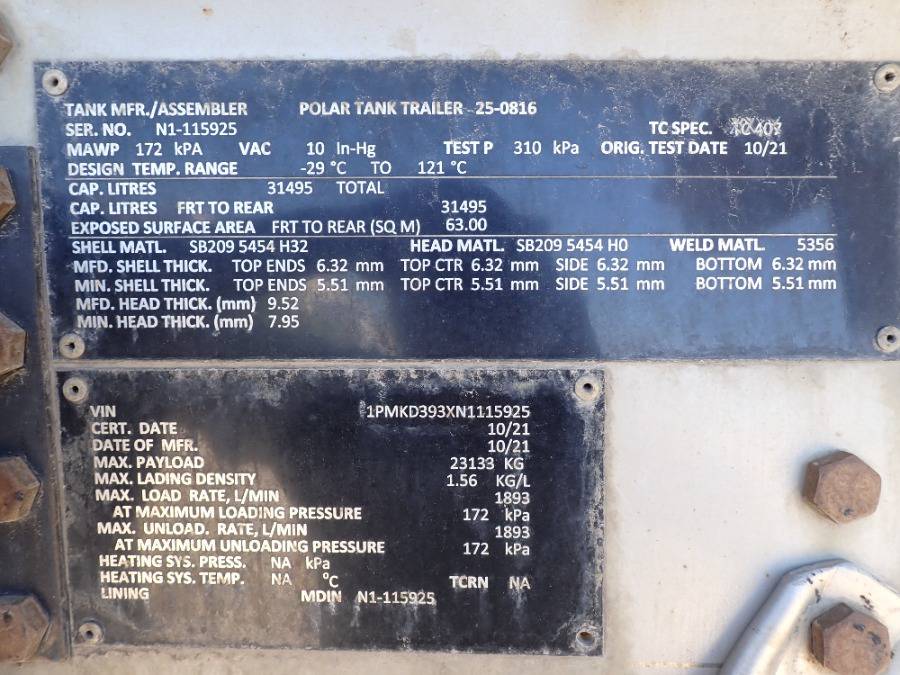 TANK MFR./ASSEMBLER POLAR TANK TRAILER 25-0816
SER. NO. N1-115925 TC SPEC. TC 407
MAWP 172 kPA VAC 10 In-Hg TEST P 310 kPa ORIG. TEST DATE 10/21
DESIGN TEMP. RANGE -29 °C TO 121 °C
CAP. LITRES 31495 TOTAL
CAP. LITRES FRT TO REAR 31495
EXPOSED SURFACE AREA FRT TO REAR (SQ M) 63.00
SHELL MATL. SB209 5454 H32 HEAD MATL. SB209 5454 H0 WELD MATL. 5356
MFD. SHELL THICK. TOP ENDS 6.32 mm TOP CTR 6.32 mm SIDE 6.32 mm BOTTOM 6.32 mm
MIN. SHELL THICK. TOP ENDS 5.51 mm TOP CTR 5.51 mm SIDE 5.51 mm BOTTOM 5.51 mm
MFD. HEAD THICK. (mm) 9.52
MIN. HEAD THICK. (mm) 7.95
VIN 1PMKD393XN1115925
CERT. DATE 10/21
DATE OF MFR. 10/21
MAX. PAYLOAD 23133 KG
MAX. LADING DENSITY 1.56 KG/L
MAX. LOAD RATE, L/MIN 1893
AT MAXIMUM LOADING PRESSURE 172 kPa
MAX. UNLOAD. RATE, L/MIN 1893
AT MAXIMUM UNLOADING PRESSURE 172 kPa
HEATING SYS. PRESS. NA kPa
HEATING SYS. TEMP. NA °C TCRN NA
LINING MDIN N1-115925